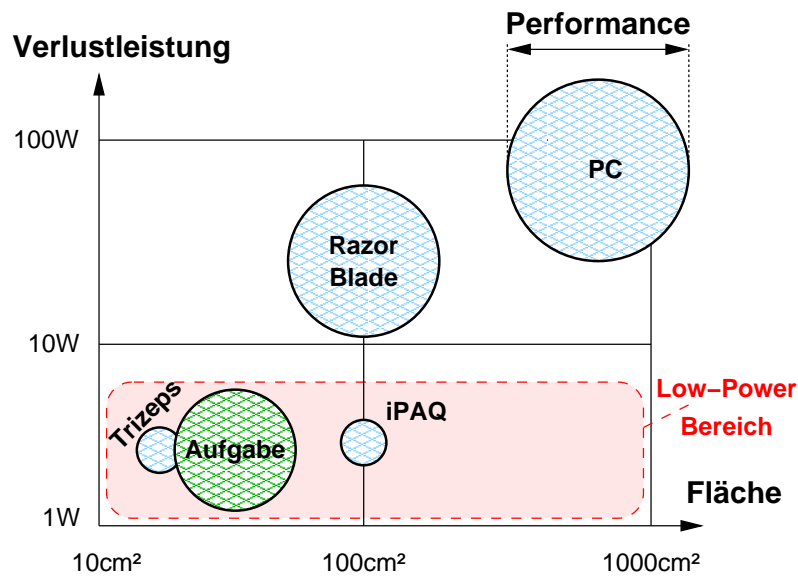 Performance
Verlustleistung
100W
PC
Razor
Blade
10W
Trizeps
iPAQ
Low–Power
Bereich
Aufgabe
Fläche
1W
10cm²
100cm²
1000cm²